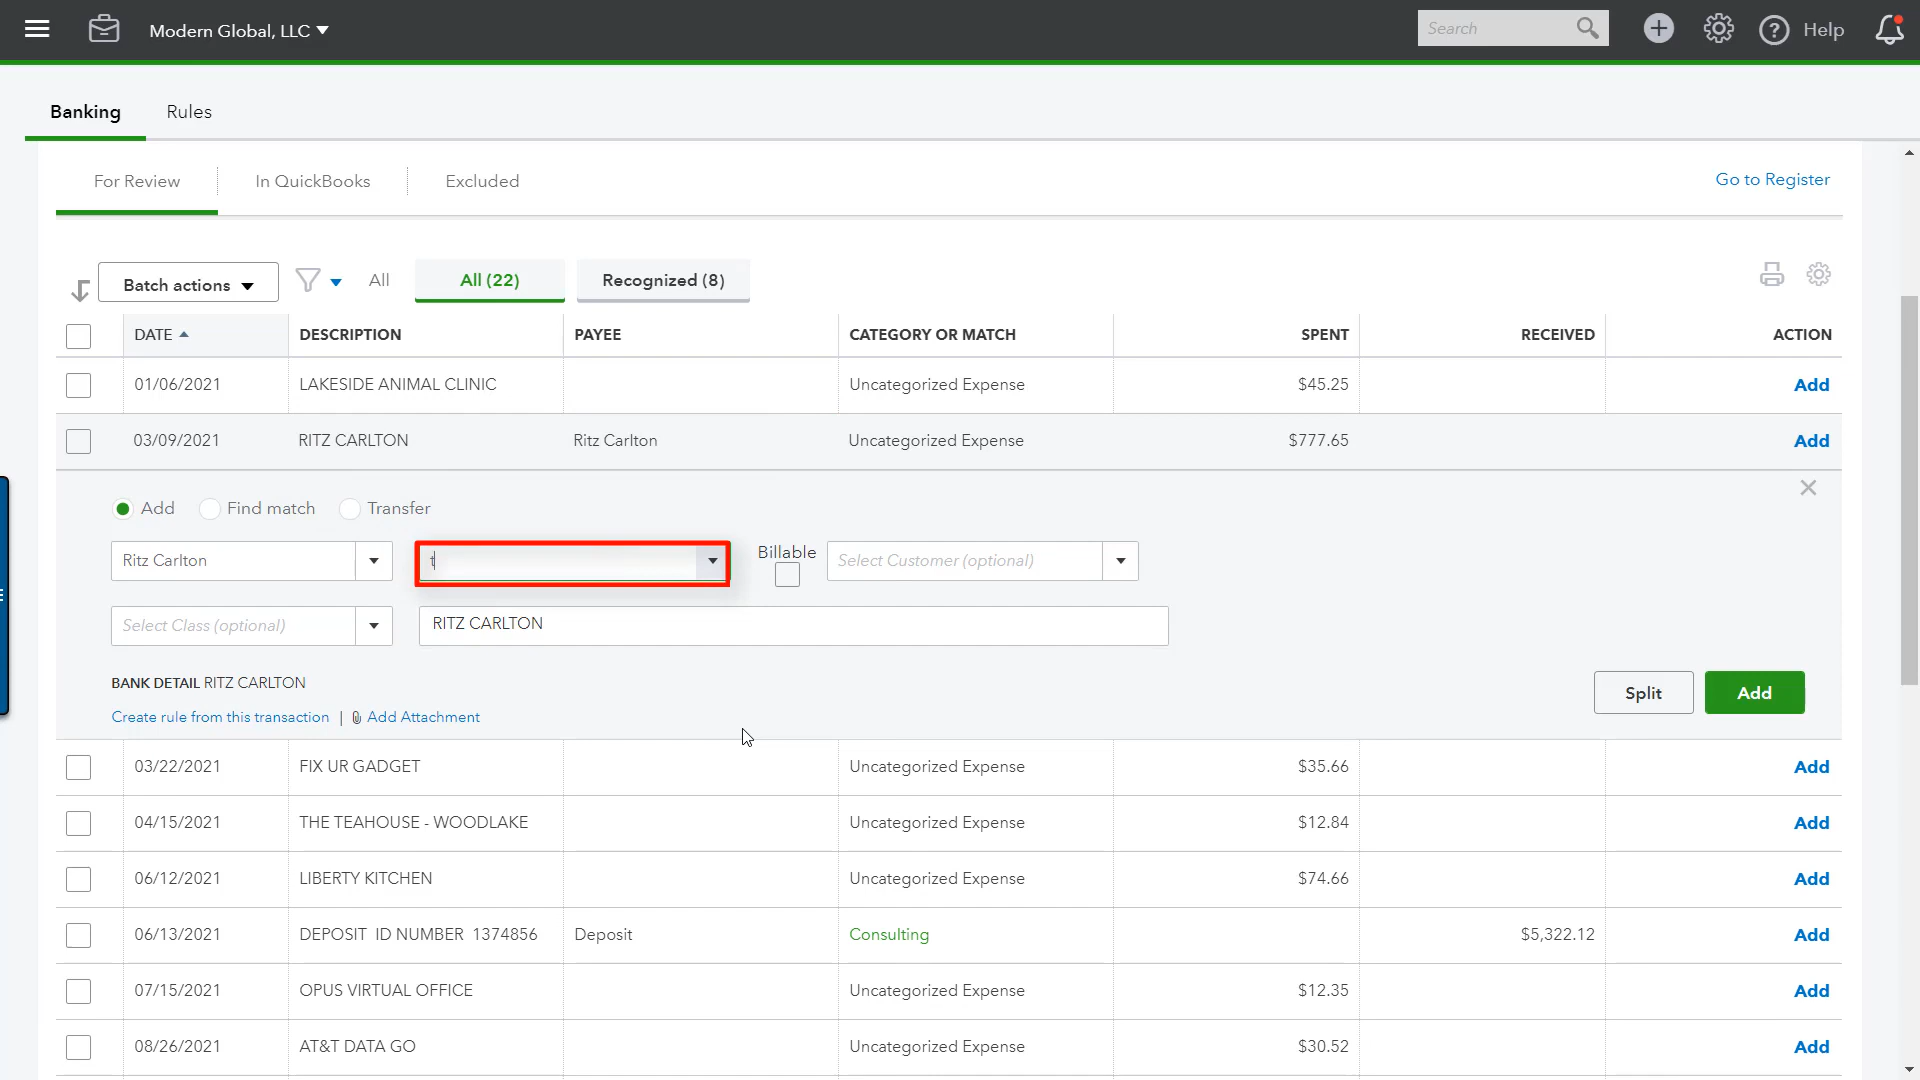 Modern Global, LLC
Search
Help
Banking
Rules
For Review
In QuickBooks
Excluded
Go to Register
Batch actions
All
All (22)
Recognized (8)
DATE DESCRIPTION PAYEE CATEGORY OR MATCH SPENT RECEIVED ACTION
01/06/2021 LAKESIDE ANIMAL CLINIC Uncategorized Expense $45.25 Add
03/09/2021 RITZ CARLTON Ritz Carlton Uncategorized Expense $777.65 Add
Add Find match Transfer
Ritz Carlton t Billable Select Customer (optional)
Select Class (optional) RITZ CARLTON
BANK DETAIL RITZ CARLTON
Split Add
Create rule from this transaction | Add Attachment
03/22/2021 FIX UR GADGET Uncategorized Expense $35.66 Add
04/15/2021 THE TEAHOUSE - WOODLAKE Uncategorized Expense $12.84 Add
06/12/2021 LIBERTY KITCHEN Uncategorized Expense $74.66 Add
06/13/2021 DEPOSIT ID NUMBER 1374856 Deposit Consulting $5,322.12 Add
07/15/2021 OPUS VIRTUAL OFFICE Uncategorized Expense $12.35 Add
08/26/2021 AT&T DATA GO Uncategorized Expense $30.52 Add